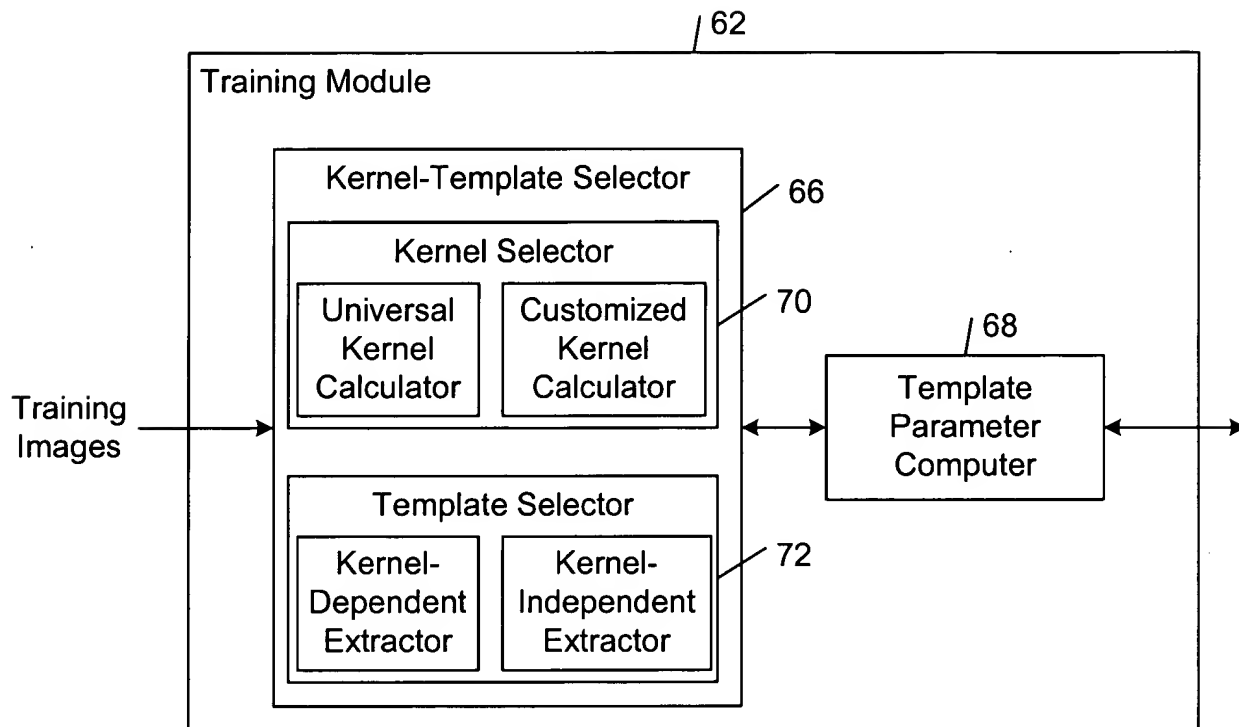 62
Training Module
Kernel-Template Selector
66
Kernel Selector
Universal
Kernel
Calculator
Customized
Kernel
Calculator
70
68
Template
Parameter
Computer
Training
Images
Template Selector
Kernel-
Dependent
Extractor
Kernel-
Independent
Extractor
72